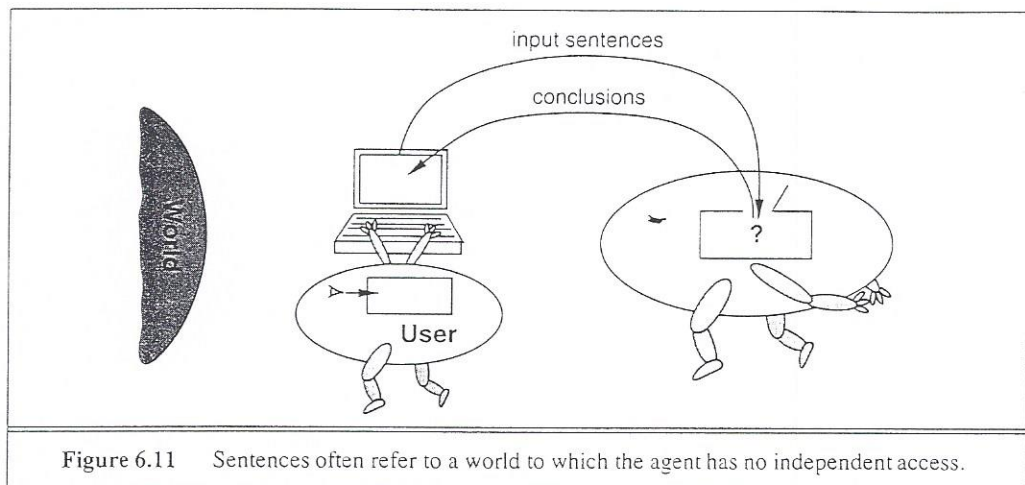 input sentences
conclusions
World
?
User
Figure 6.11 Sentences often refer to a world to which the agent has no independent access.